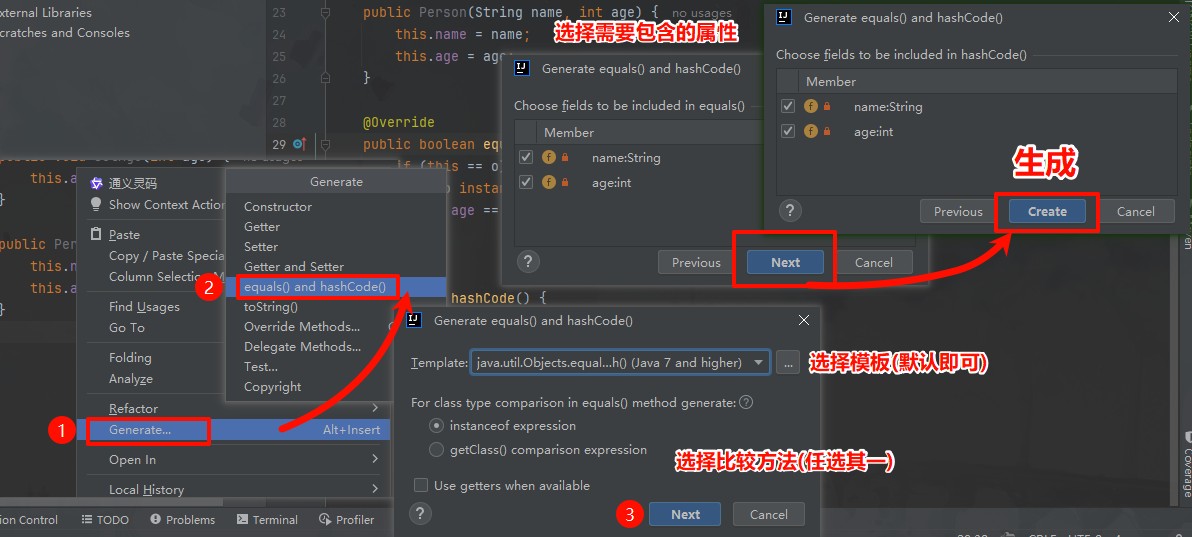 External Libraries
Scratches and Consoles
23
public Person(String name, int age) { no usages
24
this.name = name;
25
this.age = age
26
}
27
28
@Override
29
public boolean equ
if (this == o
o instan
age ==
hashCode() {
选择需要包含的属性
Generate equals() and hashCode()
Choose fields to be included in equals()
Member
name:String
age:int
?
Previous
Next
Cancel
Generate equals() and hashCode()
Choose fields to be included in hashCode()
Member
name:String
age:int
生成
?
Previous
Create
Cancel
this.a
}
public Per
this.n
this.a
}
通义灵码
Show Context Action
Paste
Copy / Paste Specia
Column Selection M
Find Usages
Go To
Folding
Analyze
Refactor
1
Generate...
Alt+Insert
Open In
Local History
Generate
Constructor
Getter
Setter
Getter and Setter
2
equals() and hashCode()
toString()
Override Methods...
Delegate Methods...
Test...
Copyright
Generate equals() and hashCode()
Template:
java.util.Objects.equal...h() (Java 7 and higher)
...
选择模板(默认即可)
For class type comparison in equals() method generate:
?
instanceof expression
getClass() comparison expression
选择比较方法(任选其一)
Use getters when available
?
3
Next
Cancel
Coverage
ion Control
TODO
Problems
Terminal
Profiler